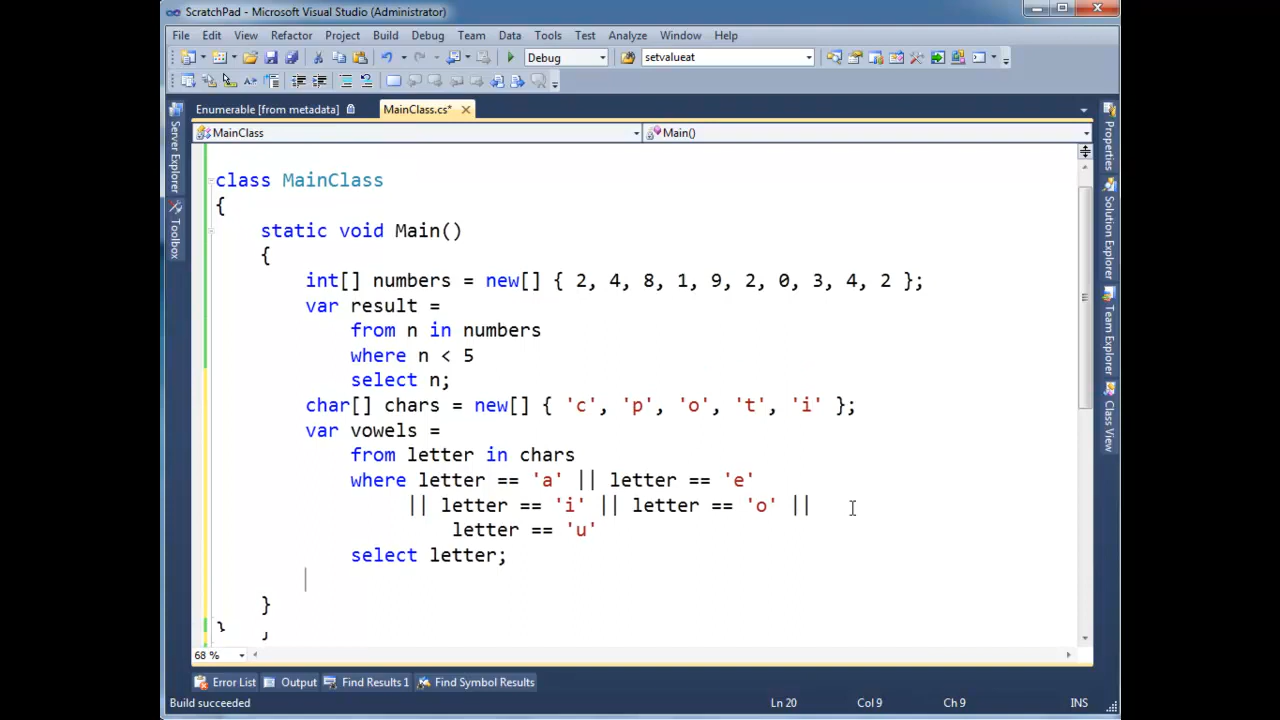 ScratchPad - Microsoft Visual Studio (Administrator)
File Edit View Refactor Project Build Debug Team Data Tools Test Analyze Window Help
Debug setvalueat
Enumerable [from metadata] MainClass.cs*
MainClass Main()
Server Explorer
Toolbox
class MainClass
{
static void Main()
{
int[] numbers = new[] { 2, 4, 8, 1, 9, 2, 0, 3, 4, 2 };
var result =
from n in numbers
where n < 5
select n;
char[] chars = new[] { 'c', 'p', 'o', 't', 'i' };
var vowels =
from letter in chars
where letter == 'a' || letter == 'e'
|| letter == 'i' || letter == 'o' ||
letter == 'u'
select letter;
}
}
Properties
Solution Explorer
Team Explorer
Class View
68 %
Error List Output Find Results 1 Find Symbol Results
Build succeeded Ln 20 Col 9 Ch 9 INS